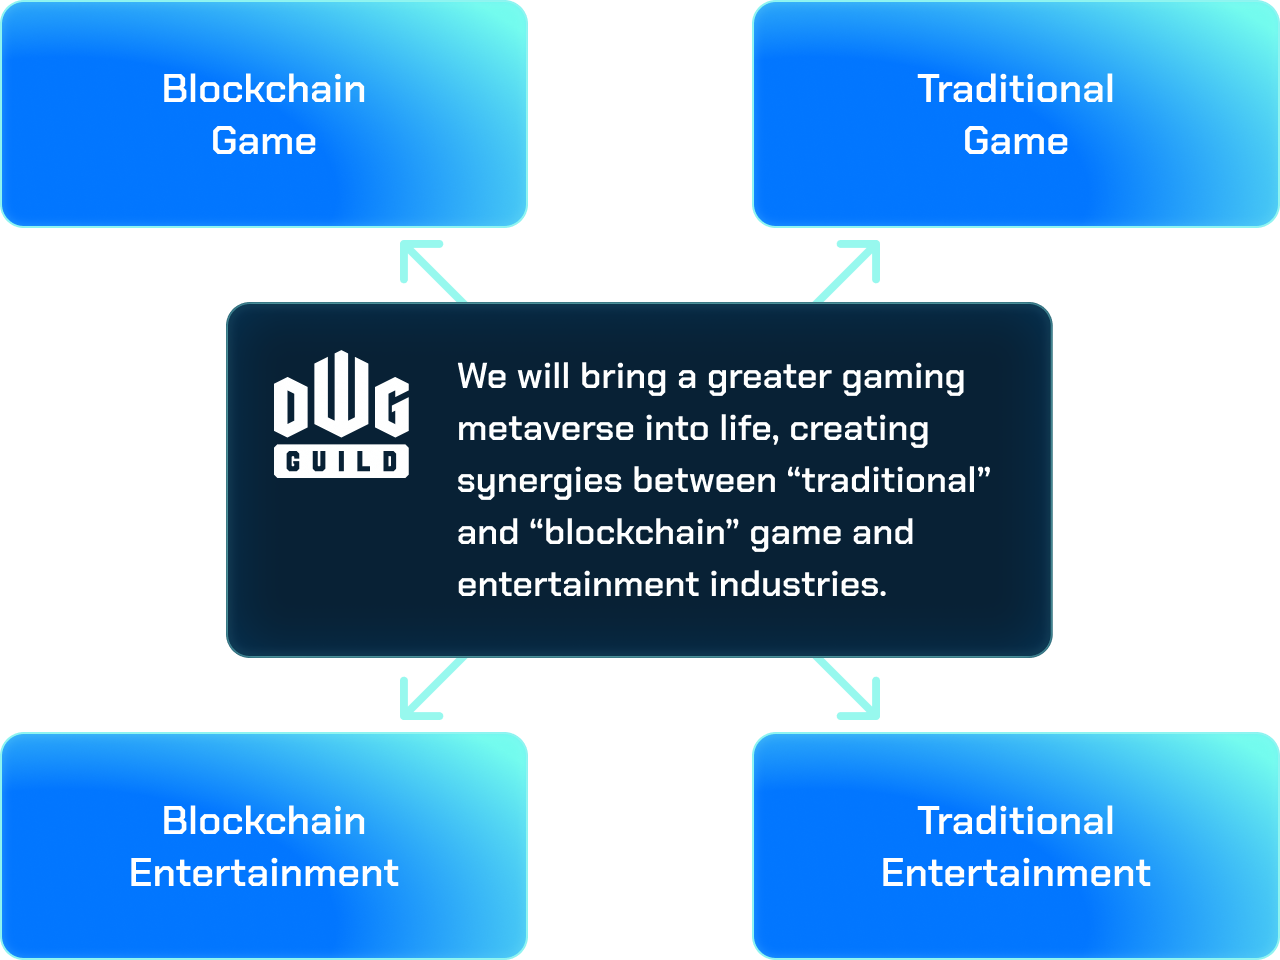 Blockchain
Game
Traditional
Game
DWG
GUILD
We will bring a greater gaming
metaverse into life, creating
synergies between “traditional”
and “blockchain” game and
entertainment industries.
Blockchain
Entertainment
Traditional
Entertainment